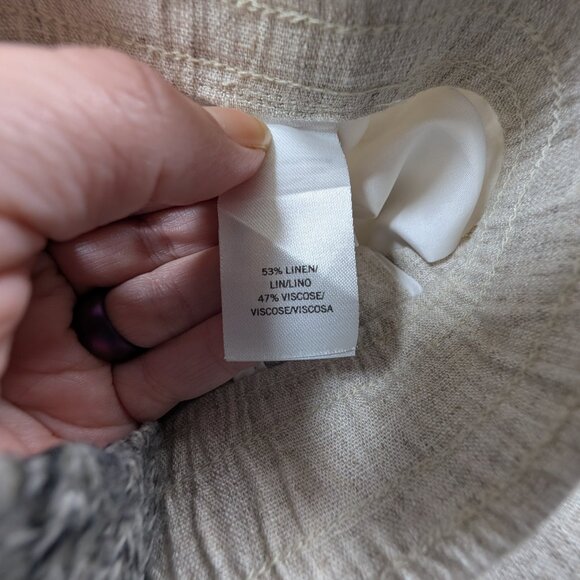 53% LINEN/
LIN/LINO
47% VISCOSE/
VISCOSE/VISCOSA